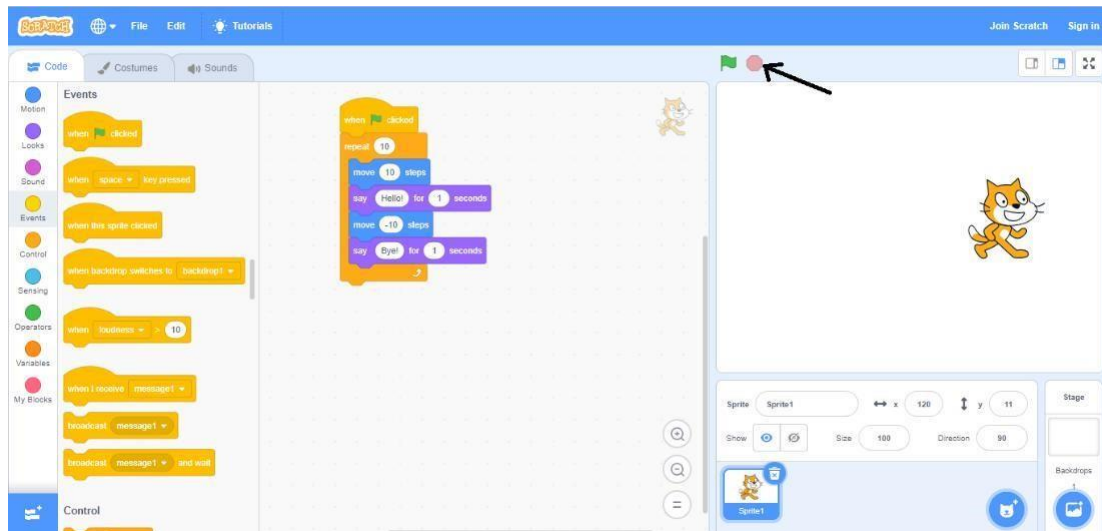 SCRATCH File Edit Tutorials Join Scratch Sign in
Code Costumes Sounds
Motion
Looks
Sound
Events
Control
Sensing
Operators
Variables
My Blocks
Events
when clicked
when space key pressed
when this sprite clicked
when backdrop switches to backdrop1
when loudness > 10
when I receive message1
broadcast message1
broadcast message1 and wait
Control
when clicked
repeat 10
move 10 steps
say Hello! for 1 seconds
move -10 steps
say Bye! for 1 seconds
Sprite Sprite1 x 120 y 11
Show Size 100 Direction 90
Sprite1
Stage
Backdrops
1